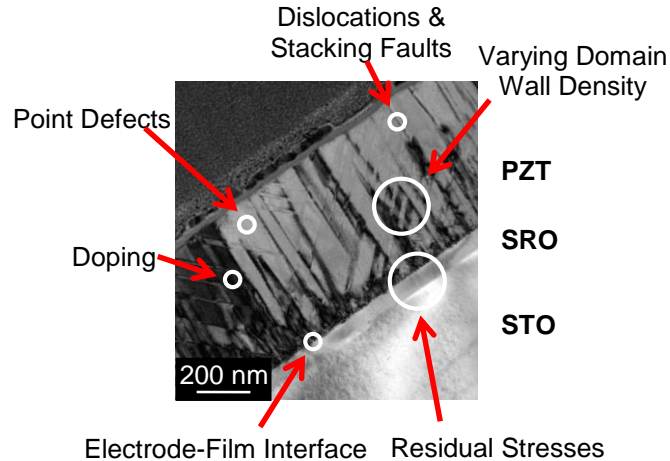 Dislocations &
Stacking Faults
Varying Domain
Wall Density
Point Defects
PZT
SRO
Doping
STO
200 nm
Electrode-Film Interface
Residual Stresses